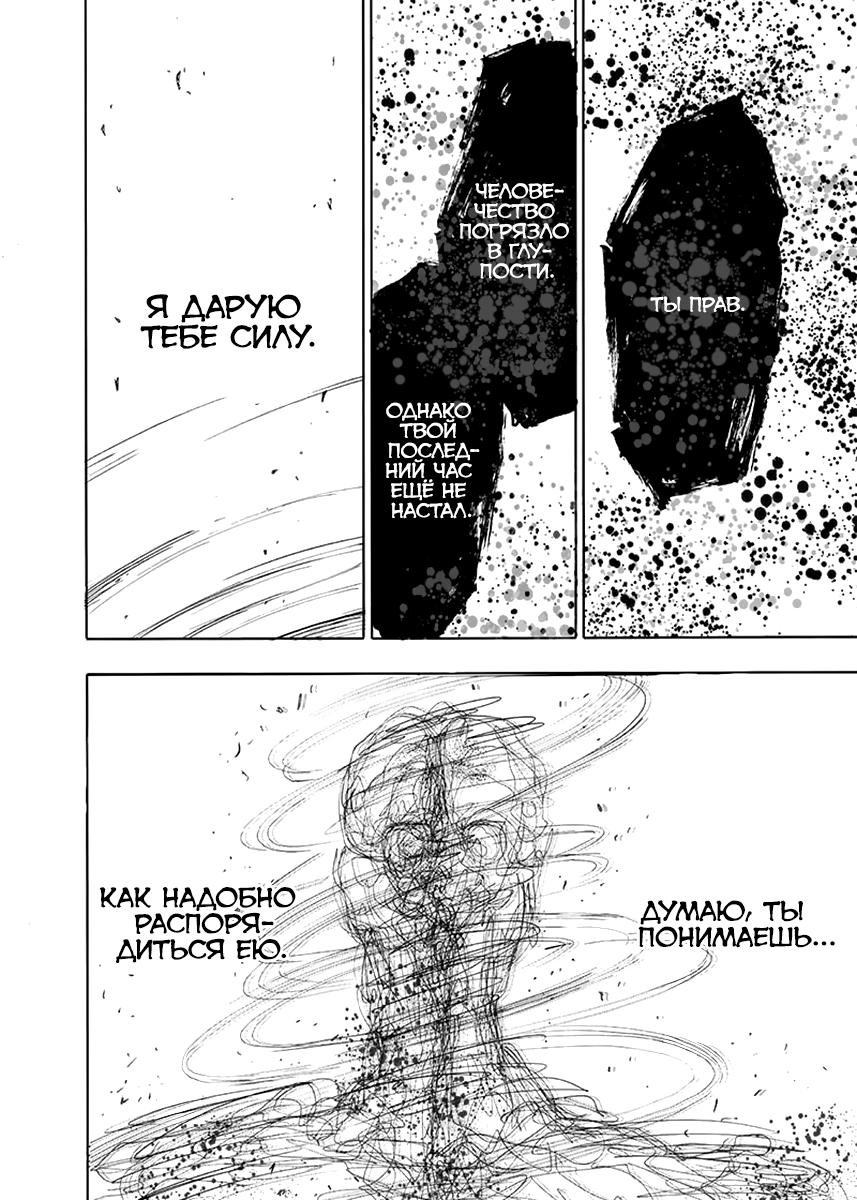 ТЫ ПРАВ.
ЧЕЛОВЕ-
ЧЕСТВО
ПОГРЯЗЛО
В ГЛУ-
ПОСТИ.
ОДНАКО
ТВОЙ
ПОСЛЕД-
НИЙ ЧАС
ЕЩЁ НЕ
НАСТАЛ.
Я ДАРУЮ
ТЕБЕ СИЛУ.
ДУМАЮ, ТЫ
ПОНИМАЕШЬ...
КАК НАДОБНО
РАСПОРЯ-
ДИТЬСЯ ЕЮ.